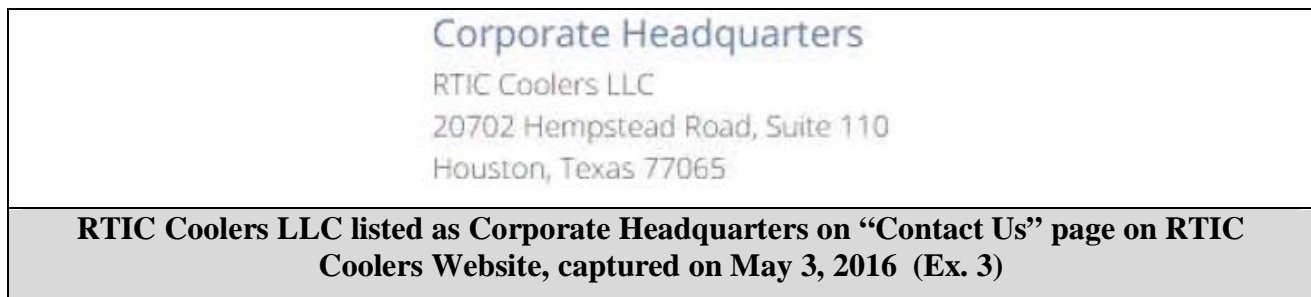 Corporate Headquarters
RTIC Coolers LLC
20702 Hempstead Road, Suite 110
Houston, Texas 77065
RTIC Coolers LLC listed as Corporate Headquarters on “Contact Us” page on RTIC
Coolers Website, captured on May 3, 2016 (Ex. 3)